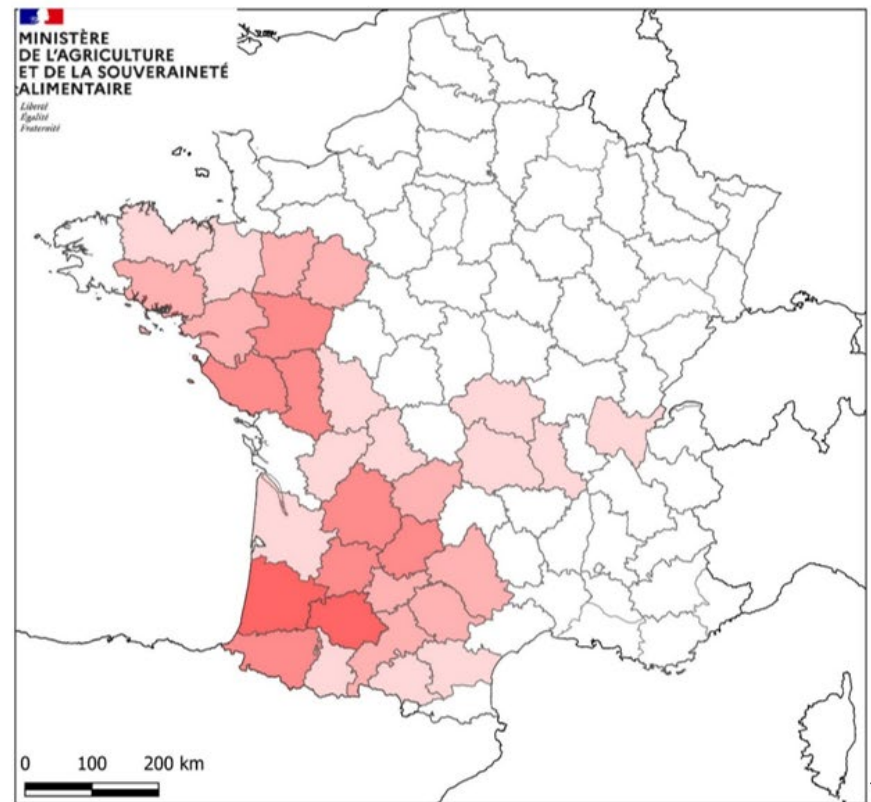 MINISTÈRE
DE L'AGRICULTURE
ET DE LA SOUVERAINETÉ
ALIMENTAIRE
Liberté
Égalité
Fraternité
0 100 200 km